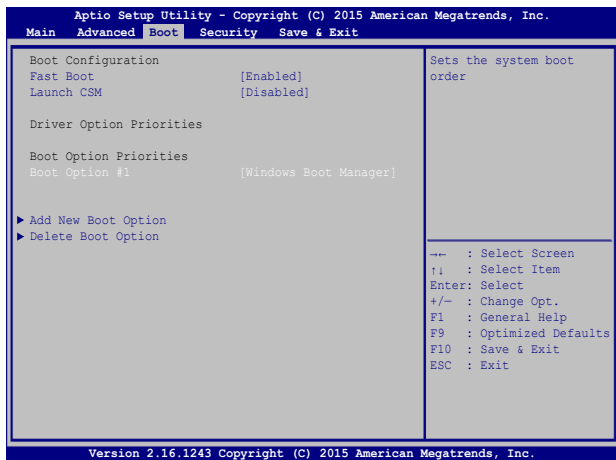 Aptio Setup Utility - Copyright (C) 2015 American Megatrends, Inc.
Main Advanced Boot Security Save & Exit
Boot Configuration
Fast Boot [Enabled]
Launch CSM [Disabled]
Driver Option Priorities
Boot Option Priorities
Boot Option #1 [Windows Boot Manager]
Add New Boot Option
Delete Boot Option
Sets the system boot
order
→← : Select Screen
↑↓ : Select Item
Enter: Select
+/— : Change Opt.
F1 : General Help
F9 : Optimized Defaults
F10 : Save & Exit
ESC : Exit
Version 2.16.1243 Copyright (C) 2015 American Megatrends, Inc.